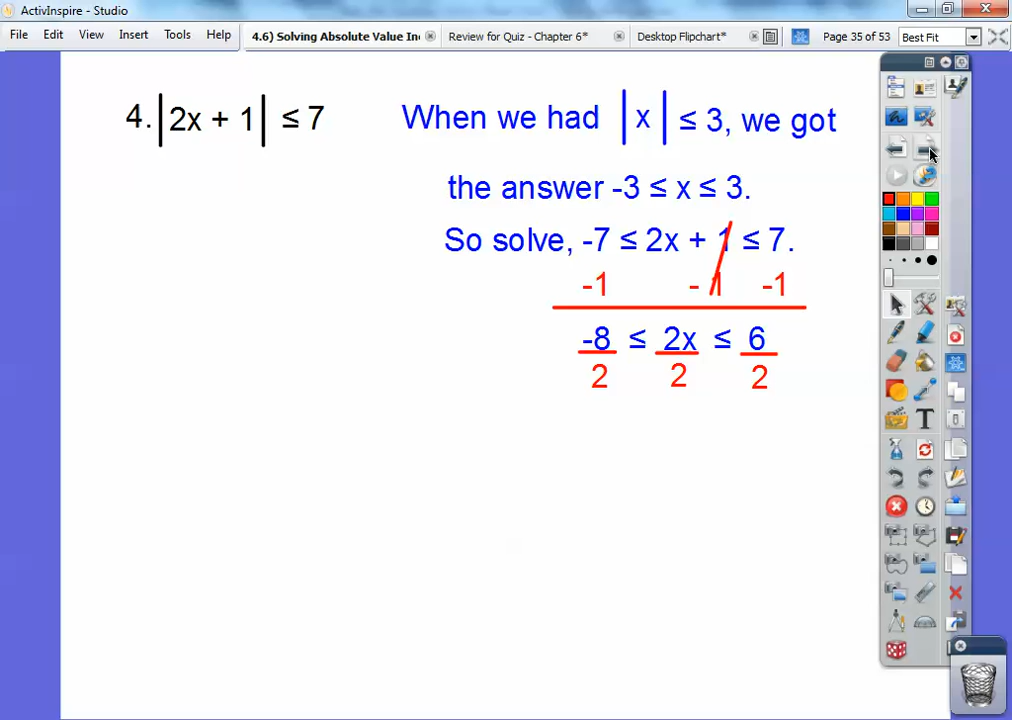 ActivInspire - Studio
File Edit View Insert Tools Help
4.6) Solving Absolute Value In
Review for Quiz - Chapter 6*
Desktop Flipchart*
Page 35 of 53
Best Fit
4. |2x + 1| ≤ 7
When we had |x| ≤ 3, we got
the answer -3 ≤ x ≤ 3.
So solve, -7 ≤ 2x + 1 ≤ 7.
-1 - 1 -1
-8 ≤ 2x ≤ 6
2 2 2